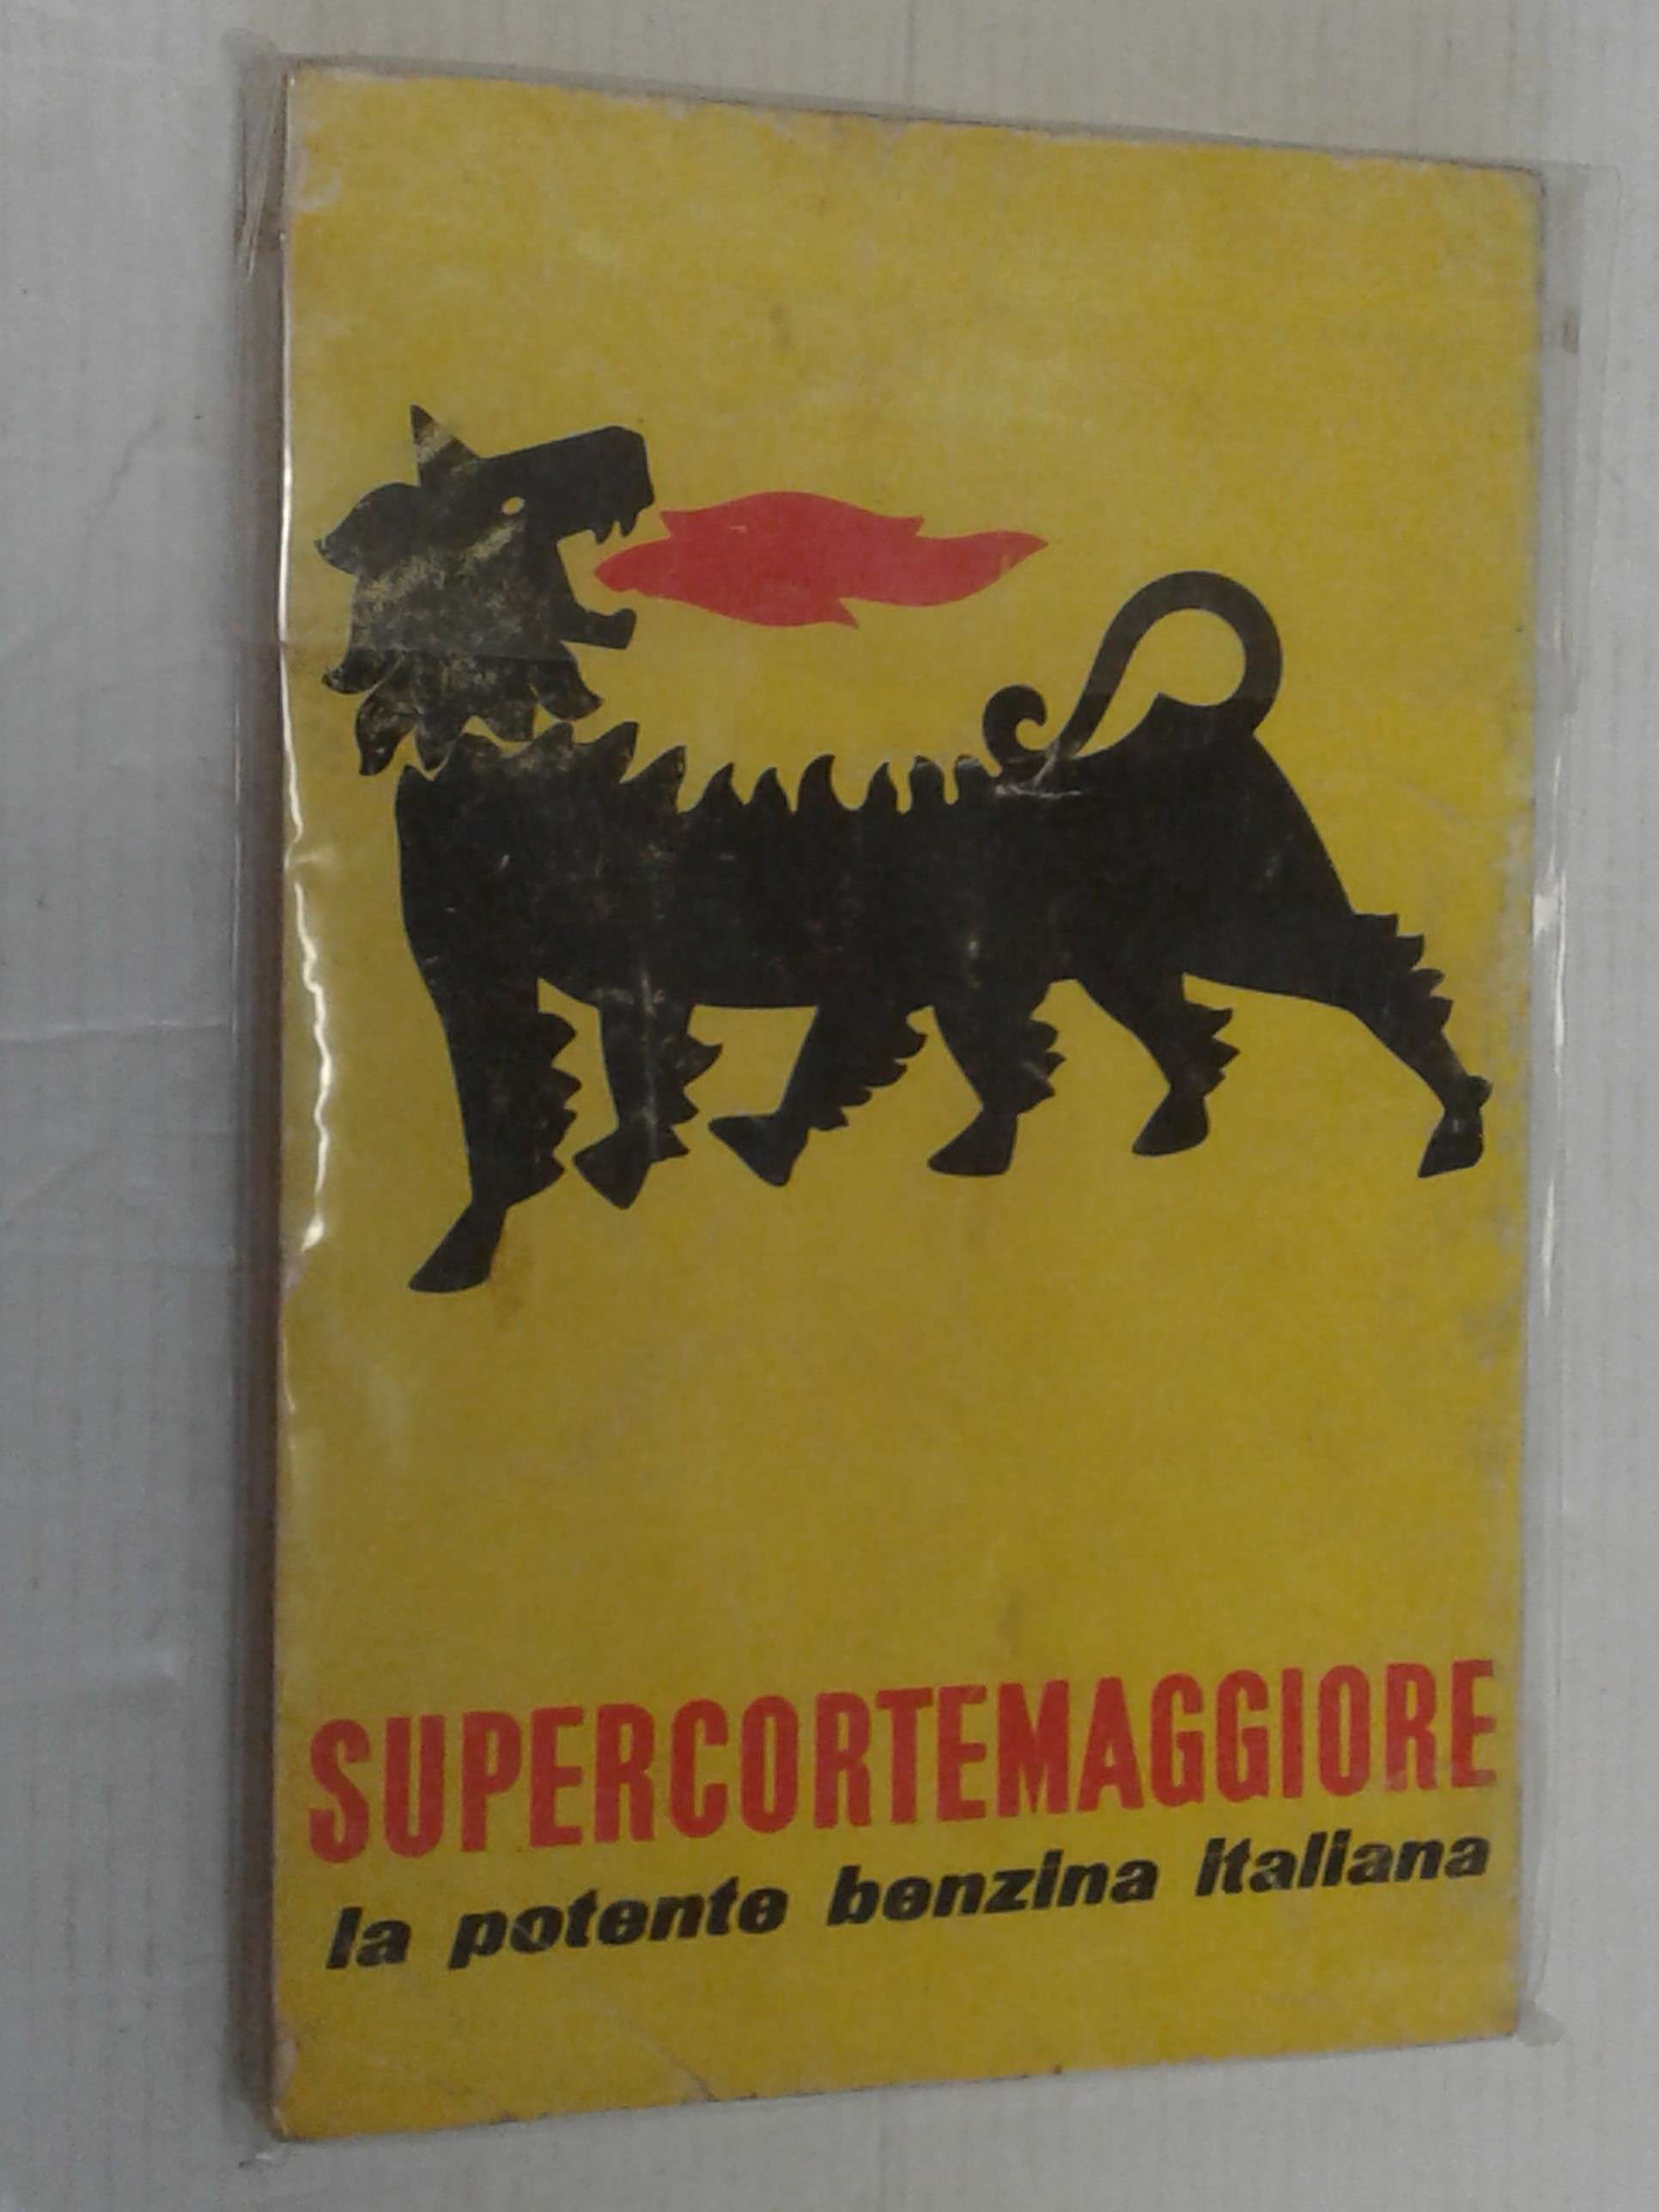 SUPERCORTEMAGGIORE
la potente benzina italiana